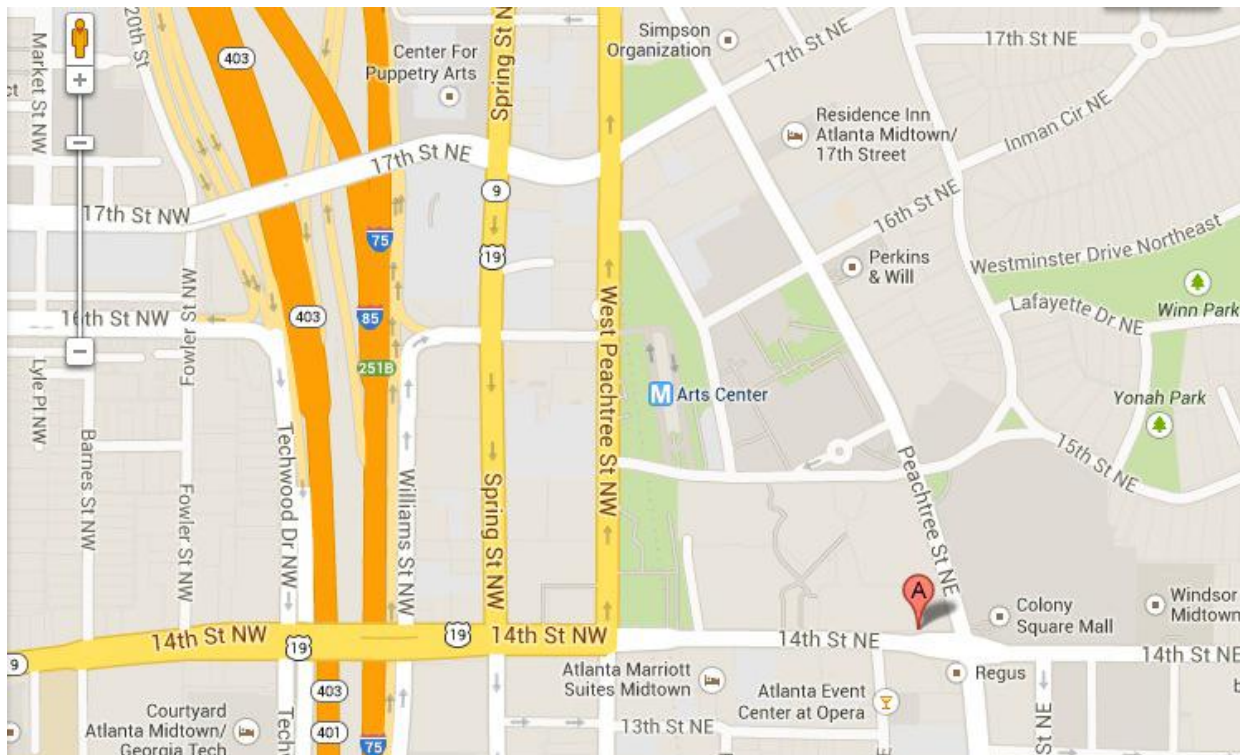 20th St
Market St NW
ct
403
Center For
Puppetry Arts
Spring St N
Simpson
Organization
17th St NE
17th St NE
Inman Cir NE
Residence Inn
Atlanta Midtown/
17th Street
17th St NE
9
17th St NW
16th St NE
Westminster Drive Northeast
75
19
Perkins
& Will
Winn Park
Lafayette Dr NE
16th St NW
Fowler St NW
403
85
West Peachtree St NW
251B
Lyle Pl NW
M
Arts Center
Yonah Park
Barnes St NW
Fowler St NW
Techwood Dr NW
Williams St NW
Spring St NW
Peachtree St NE
15th St NE
A
Colony
Square Mall
Windsor
Midtown
14th St NW
19
19
14th St NW
14th St NE
14th St NE
9
403
401
75
Courtyard
Atlanta Midtown/
Georgia Tech
Tech
Atlanta Marriott
Suites Midtown
13th St NE
Atlanta Event
Center at Opera
Regus
St NE
b